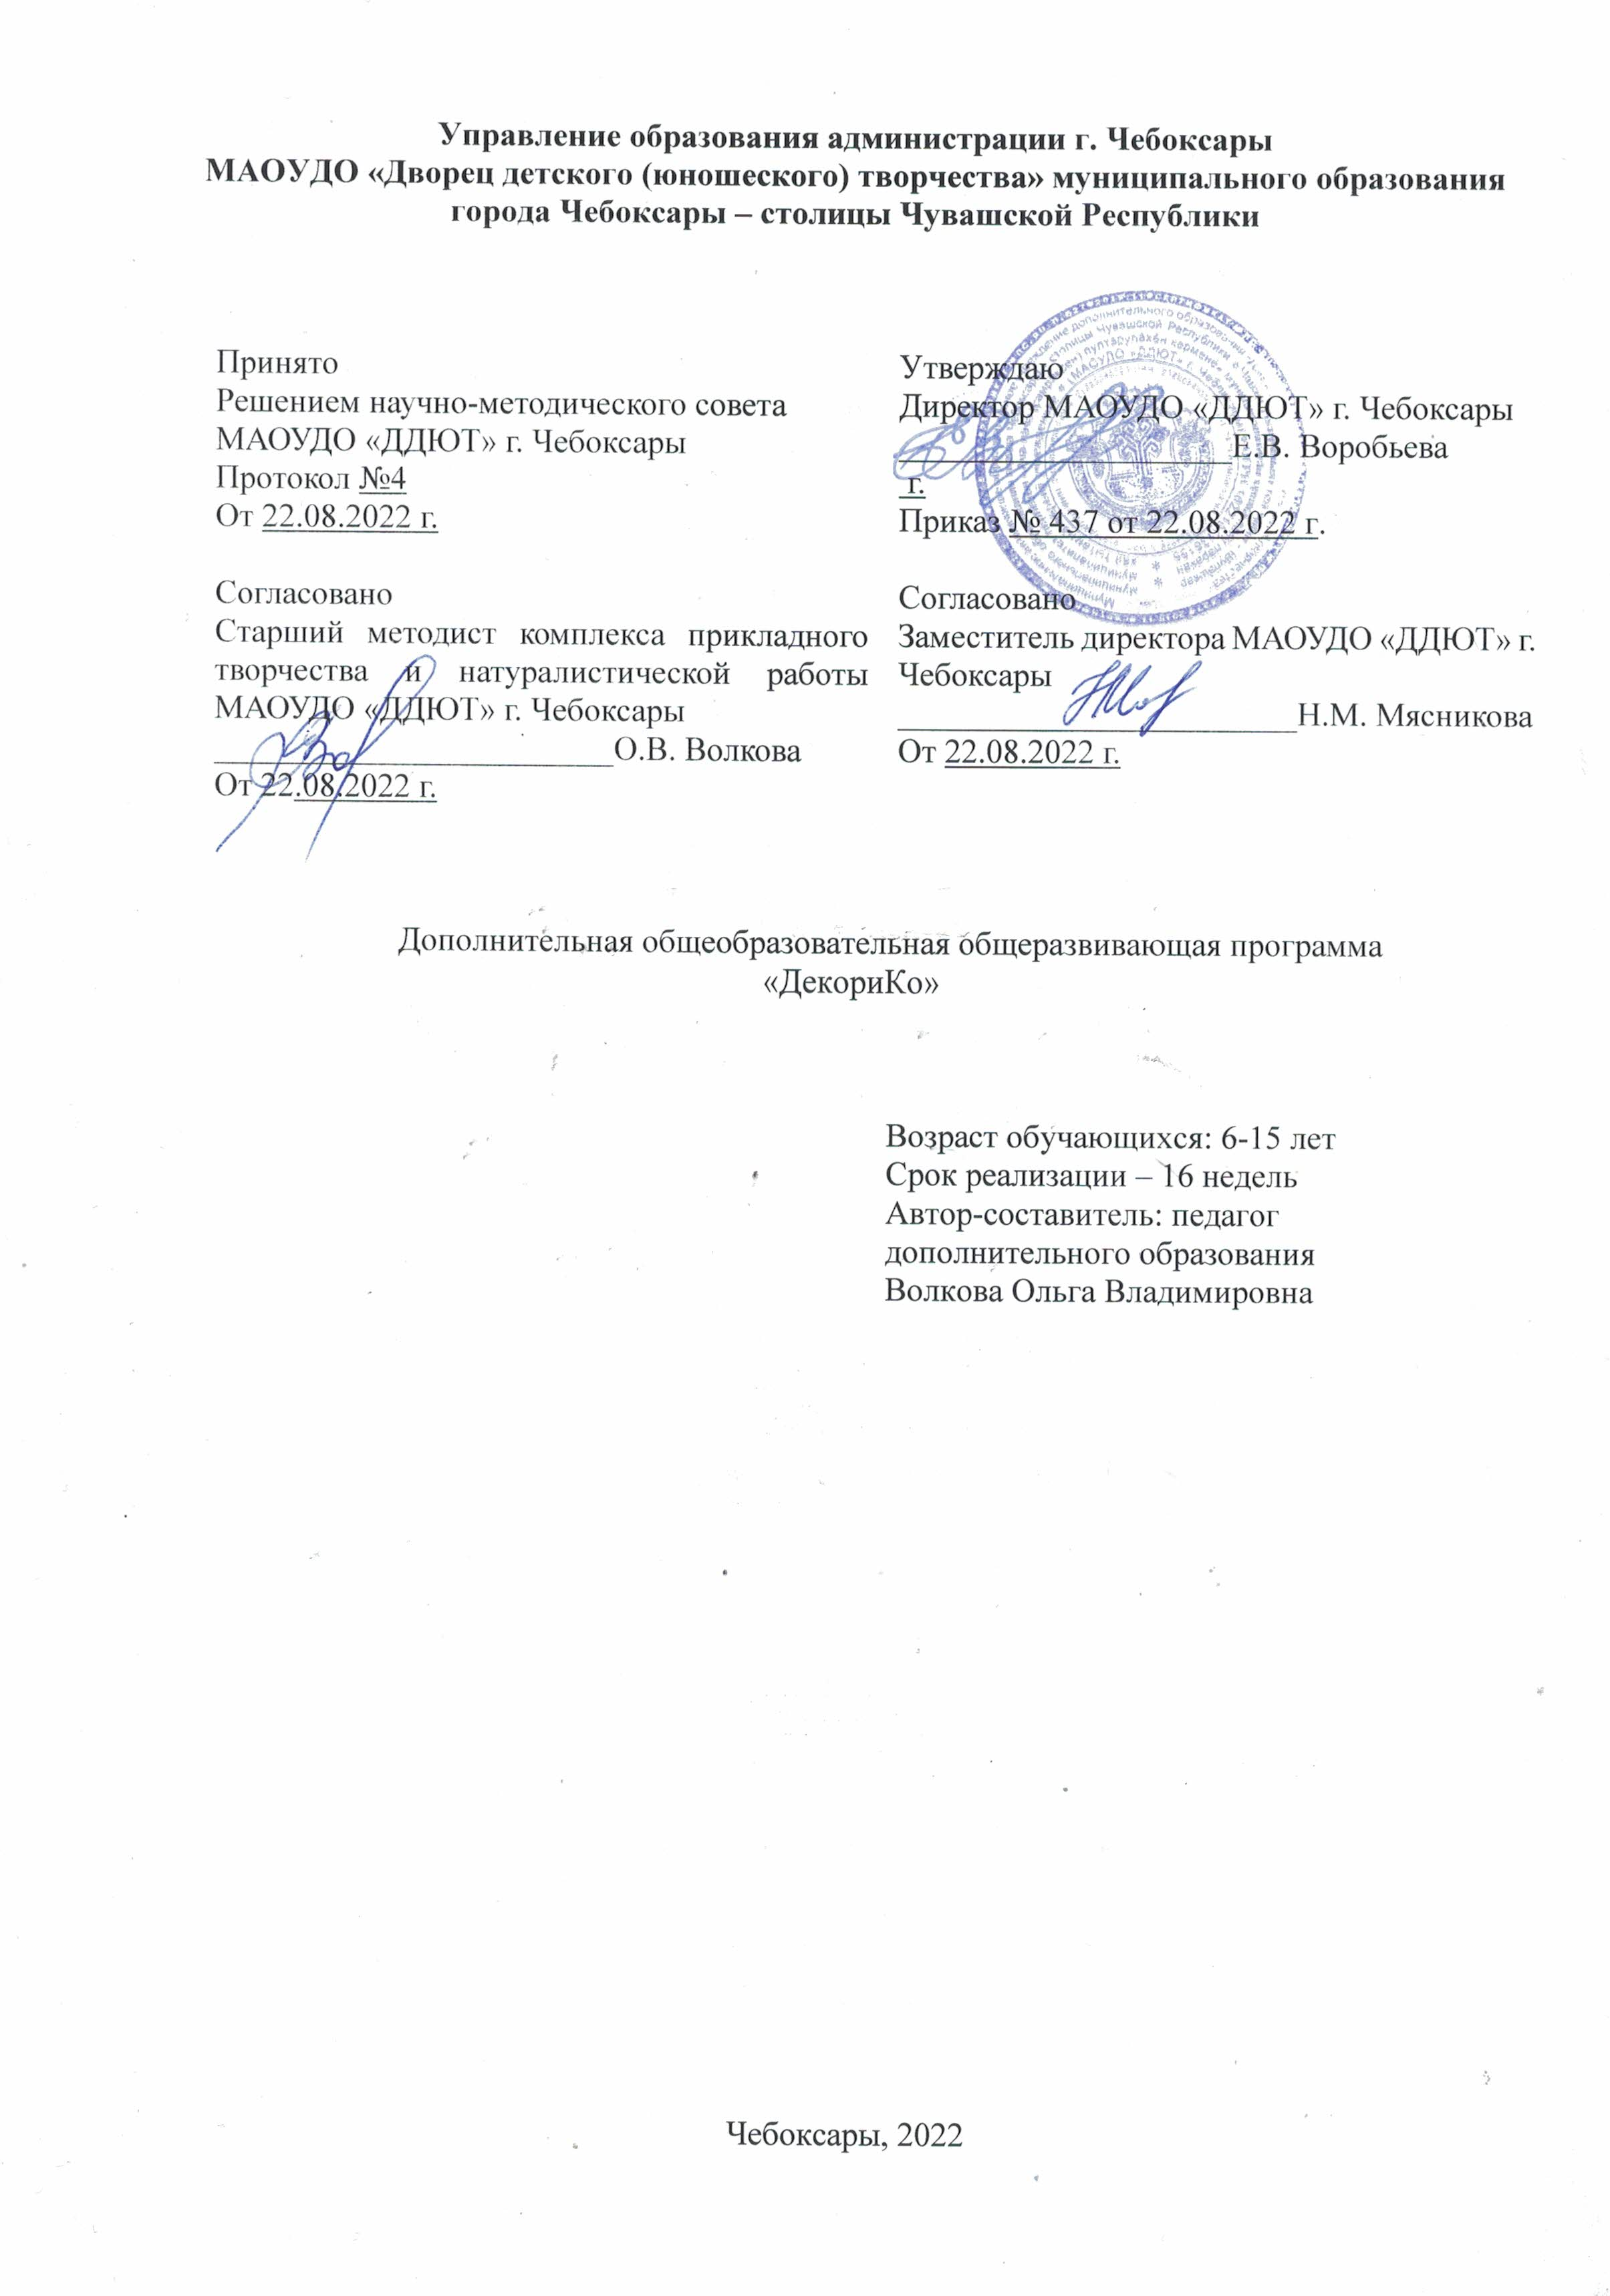 Управление образования администрации г. Чебоксары
МАОУДО «Дворец детского (юношеского) творчества» муниципального образования
города Чебоксары – столицы Чувашской Республики
Принято
Решением научно-методического совета
МАОУДО «ДДЮТ» г. Чебоксары
Протокол №4
От 22.08.2022 г.
Согласовано
Старший методист комплекса прикладного
творчества и натуралистической работы
МАОУДО «ДДЮТ» г. Чебоксары
О.В. Волкова
От 22.08.2022 г.
Утверждаю
Директор МАОУДО «ДДЮТ» г. Чебоксары
Е.В. Воробьева
г.
Приказ № 437 от 22.08.2022 г.
Согласовано
Заместитель директора МАОУДО «ДДЮТ» г.
Чебоксары
Н.М. Мясникова
От 22.08.2022 г.
Дополнительная общеобразовательная общеразвивающая программа
«ДекориКо»
Возраст обучающихся: 6-15 лет
Срок реализации – 16 недель
Автор-составитель: педагог
дополнительного образования
Волкова Ольга Владимировна
Чебоксары, 2022